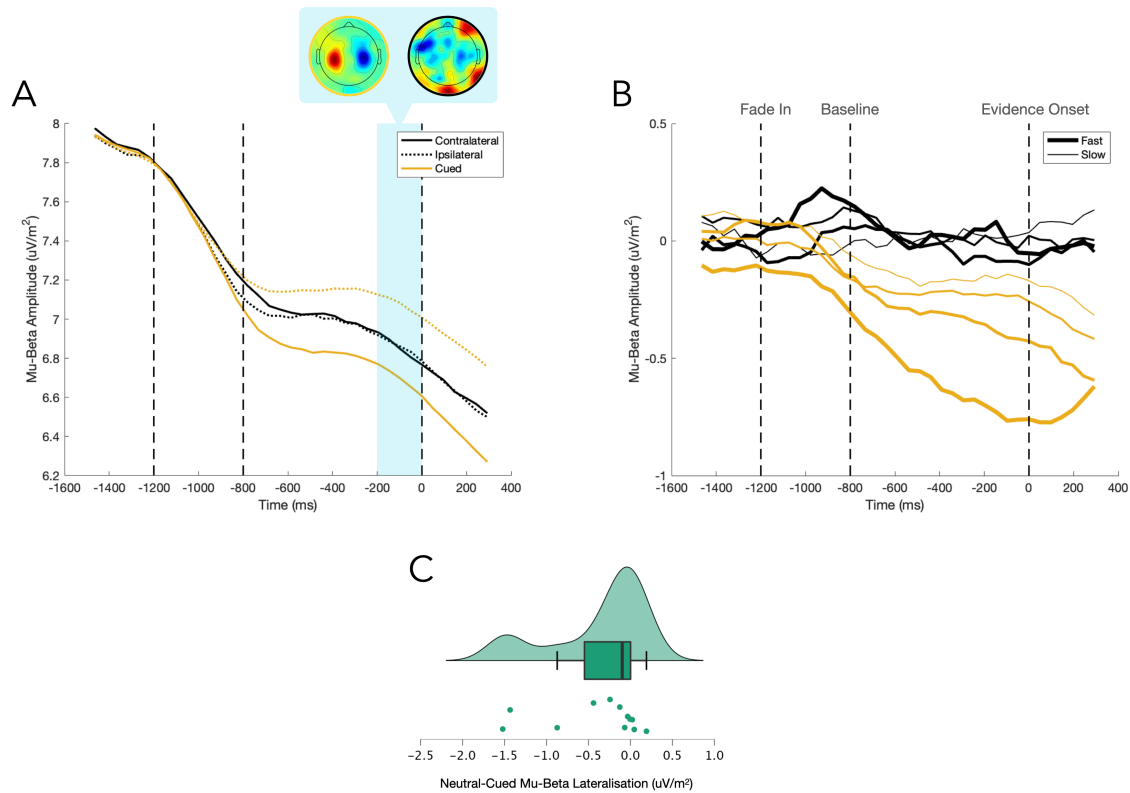 A
B
8
7.8
7.6
7.4
7.2
7
6.8
6.6
6.4
6.2
Mu-Beta Amplitude (uV/m²)
-1600 -1400 -1200 -1000 -800 -600 -400 -200 0 200 400
Time (ms)
Contralateral
Ipsilateral
Cued
Fade In Baseline Evidence Onset
Fast
Slow
0.5
0
-0.5
-1
Mu-Beta Amplitude (uV/m²)
-1600 -1400 -1200 -1000 -800 -600 -400 -200 0 200 400
Time (ms)
C
-2.5 -2.0 -1.5 -1.0 -0.5 0.0 0.5 1.0
Neutral-Cued Mu-Beta Lateralisation (uV/m²)